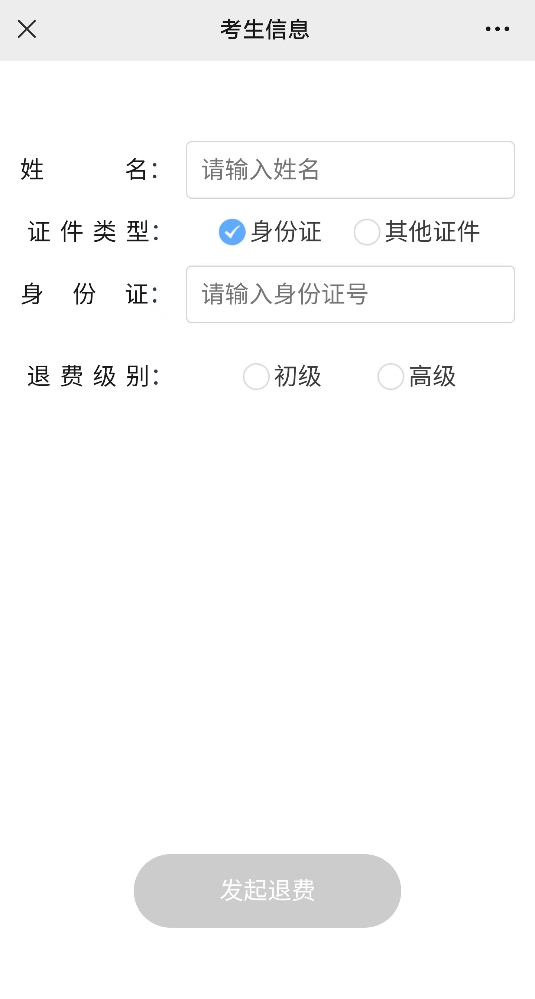 考生信息
姓名： 请输入姓名
证件类型： 身份证 其他证件
身份证： 请输入身份证号
退费级别： 初级 高级
发起退费